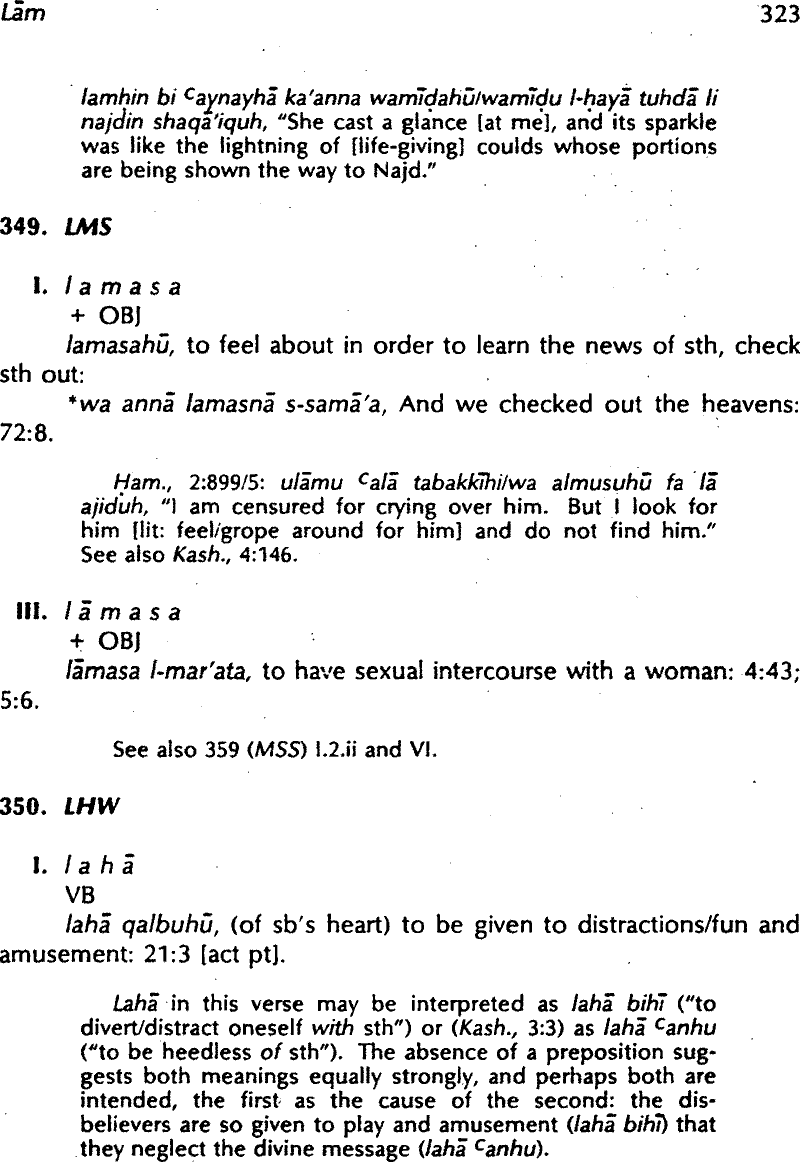 Lām 323
lamḥin bi ᶜaynayhā ka'anna wamīḍahū/wamīḍu l-ḥayā tuhdā li
najdin shaqā'iquh, "She cast a glance [at me], and its sparkle
was like the lightning of [life-giving] coulds whose portions
are being shown the way to Najd."
349. LMS
I. l a m a s a
+ OBJ
lamasahū, to feel about in order to learn the news of sth, check
sth out:
*wa annā lamasnā s-samā'a, And we checked out the heavens:
72:8.
Ḥam., 2:899/5: ulāmu ᶜalā tabakkīhi/wa almusuhū fa lā
ajiduh, "I am censured for crying over him. But I look for
him [lit: feel/grope around for him] and do not find him."
See also Kash., 4:146.
III. l ā m a s a
+ OBJ
lāmasa l-mar'ata, to have sexual intercourse with a woman: 4:43;
5:6.
See also 359 (MSS) I.2.ii and VI.
350. LHW
I. l a h ā
VB
lahā qalbuhū, (of sb's heart) to be given to distractions/fun and
amusement: 21:3 [act pt].
Lahā in this verse may be interpreted as lahā bihī ("to
divert/distract oneself with sth") or (Kash., 3:3) as lahā ᶜanhu
("to be heedless of sth"). The absence of a preposition sug-
gests both meanings equally strongly, and perhaps both are
intended, the first as the cause of the second: the dis-
believers are so given to play and amusement (lahā bihī) that
they neglect the divine message (lahā ᶜanhu).